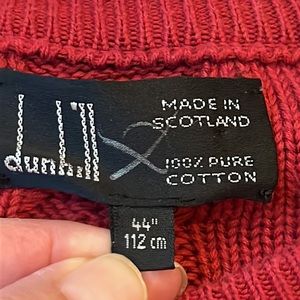 dunhill
MADE IN
SCOTLAND
100% PURE
COTTON
44"
112 cm